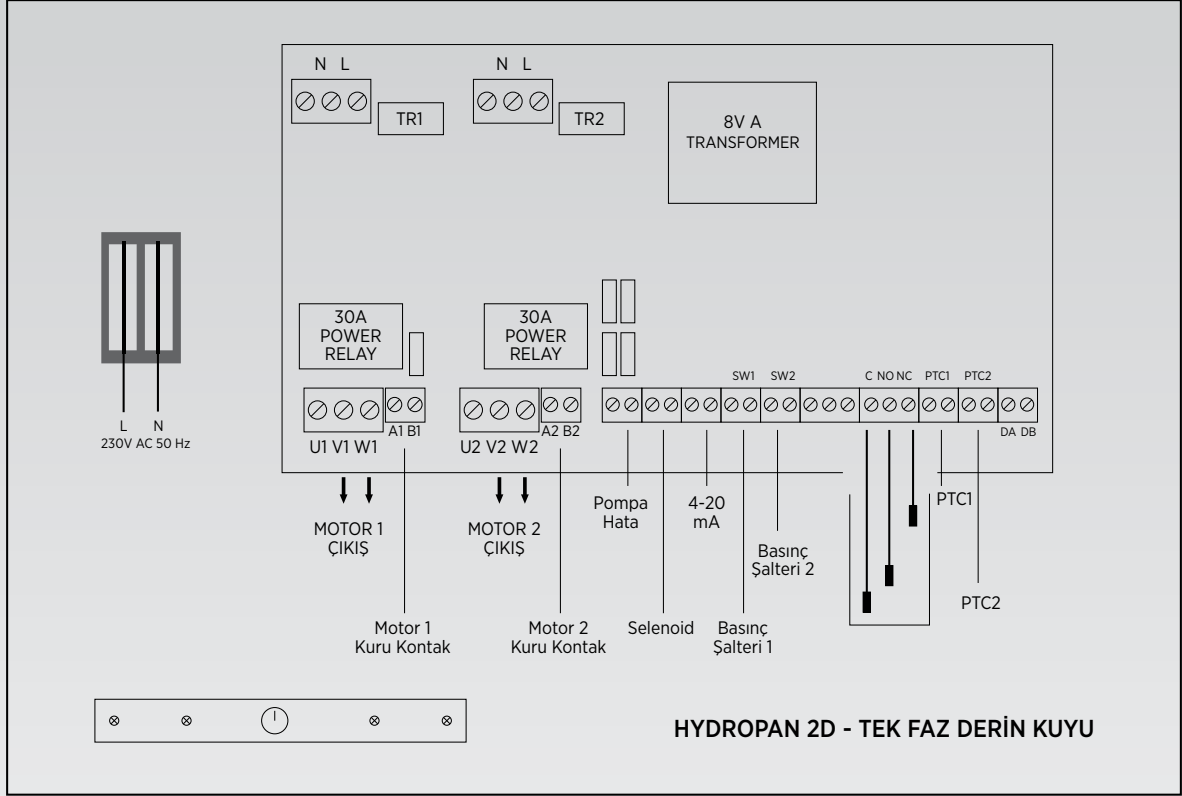 N L
N L
TR1
TR2
8V A
TRANSFORMER
30A
POWER
RELAY
30A
POWER
RELAY
SW1 SW2
C NO NC PTC1 PTC2
L N
230V AC 50 Hz
A1 B1
A2 B2
DA DB
U1 V1 W1
U2 V2 W2
MOTOR 1
ÇIKIŞ
MOTOR 2
ÇIKIŞ
Pompa
Hata
4-20
mA
PTC1
Basınç
Şalteri 2
PTC2
Motor 1
Kuru Kontak
Motor 2
Kuru Kontak
Selenoid
Basınç
Şalteri 1
HYDROPAN 2D - TEK FAZ DERİN KUYU